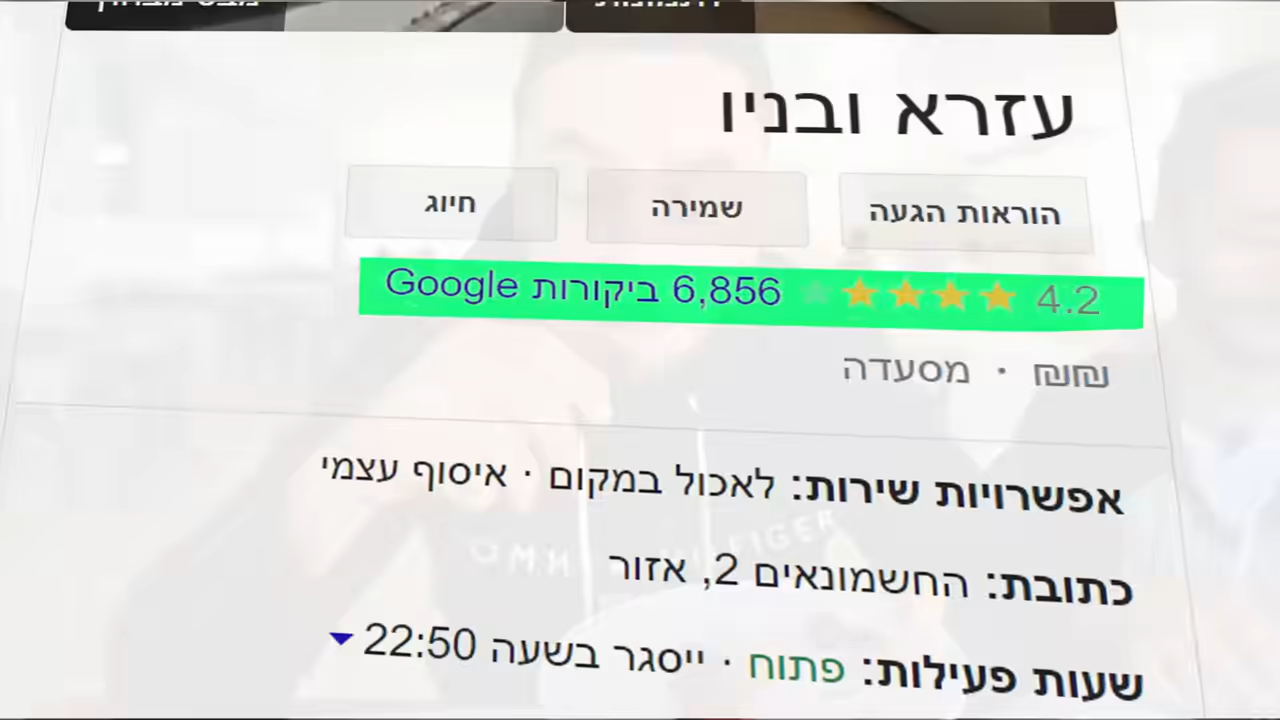 עזרא ובניו
הוראות הגעה
שמירה
חיוג
4.2 6,856 ביקורות Google
₪₪ · מסעדה
אפשרויות שירות: לאכול במקום · איסוף עצמי
כתובת: החשמונאים 2, אזור
שעות פעילות: פתוח · ייסגר בשעה 22:50